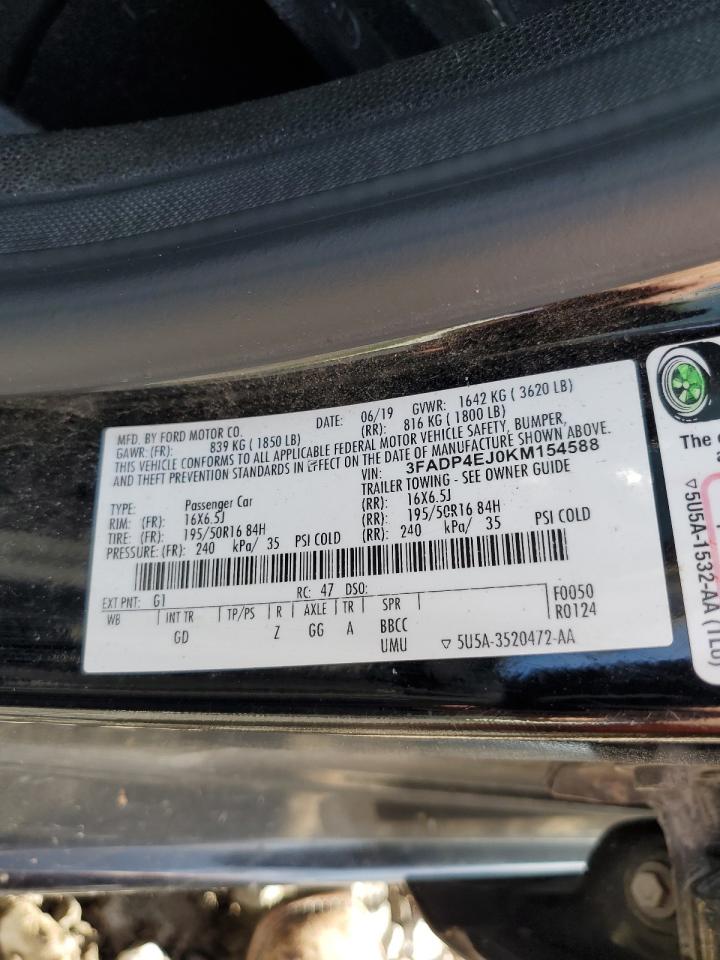 MFD. BY FORD MOTOR CO. DATE: 06/19 GVWR: 1642 KG ( 3620 LB)
GAWR: (FR): 839 KG ( 1850 LB) (RR): 816 KG ( 1800 LB)
THIS VEHICLE CONFORMS TO ALL APPLICABLE FEDERAL MOTOR VEHICLE SAFETY, BUMPER,
AND THEFT PREVENTION STANDARDS IN EFFECT ON THE DATE OF MANUFACTURE SHOWN ABOVE.
VIN: 3FADP4EJ0KM154588
TYPE: Passenger Car TRAILER TOWING - SEE OWNER GUIDE
RIM: (FR): 16X6.5J (RR): 16X6.5J
TIRE: (FR): 195/50R16 84H (RR): 195/50R16 84H
PRESSURE: (FR): 240 kPa/ 35 PSI COLD (RR): 240 kPa/ 35 PSI COLD
EXT PNT: G1 RC: 47 DSO: F0050
WB INT TR TP/PS R AXLE TR SPR R0124
GD Z GG A BBCC
UMU ▽ 5U5A-3520472-AA
The
▽5U5A-1532-AA (TLU)